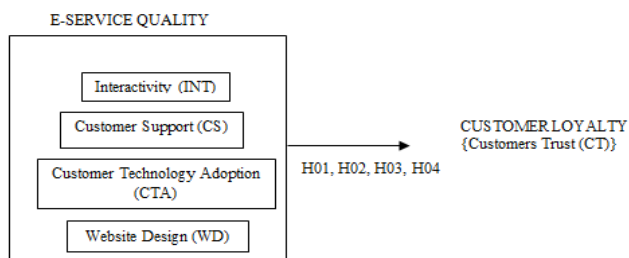 E-SERVICE QUALITY
Interactivity (INT)
Customer Support (CS)
Customer Technology Adoption
(CTA)
Website Design (WD)
H01, H02, H03, H04
CUSTOMER LOYALTY
{Customers Trust (CT)}